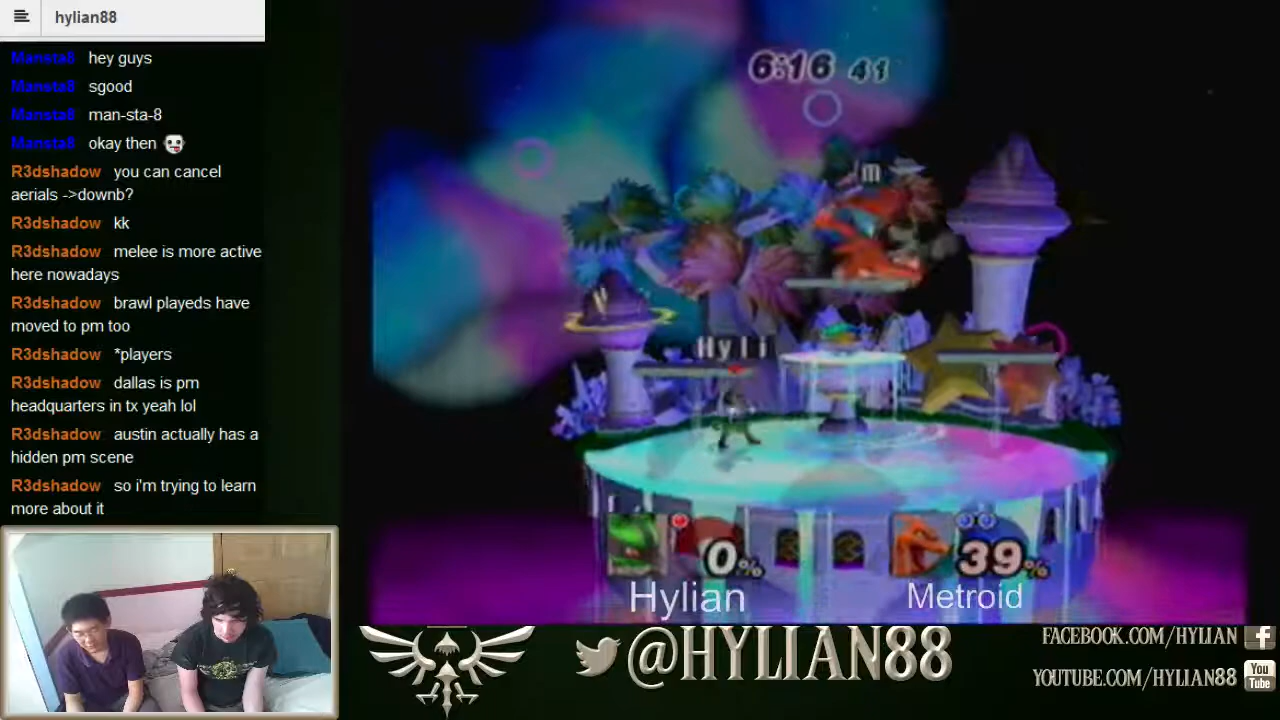 hylian88
Mansta8 hey guys
Mansta8 sgood
Mansta8 man-sta-8
Mansta8 okay then
R3dshadow you can cancel
aerials ->downb?
R3dshadow kk
R3dshadow melee is more active
here nowadays
R3dshadow brawl playeds have
moved to pm too
R3dshadow *players
R3dshadow dallas is pm
headquarters in tx yeah lol
R3dshadow austin actually has a
hidden pm scene
R3dshadow so i'm trying to learn
more about it
6:16 41
m
Hyli
0%
39%
Hylian
Metroid
@HYLIAN88
FACEBOOK.COM/HYLIAN
YOUTUBE.COM/HYLIAN88
You
Tube